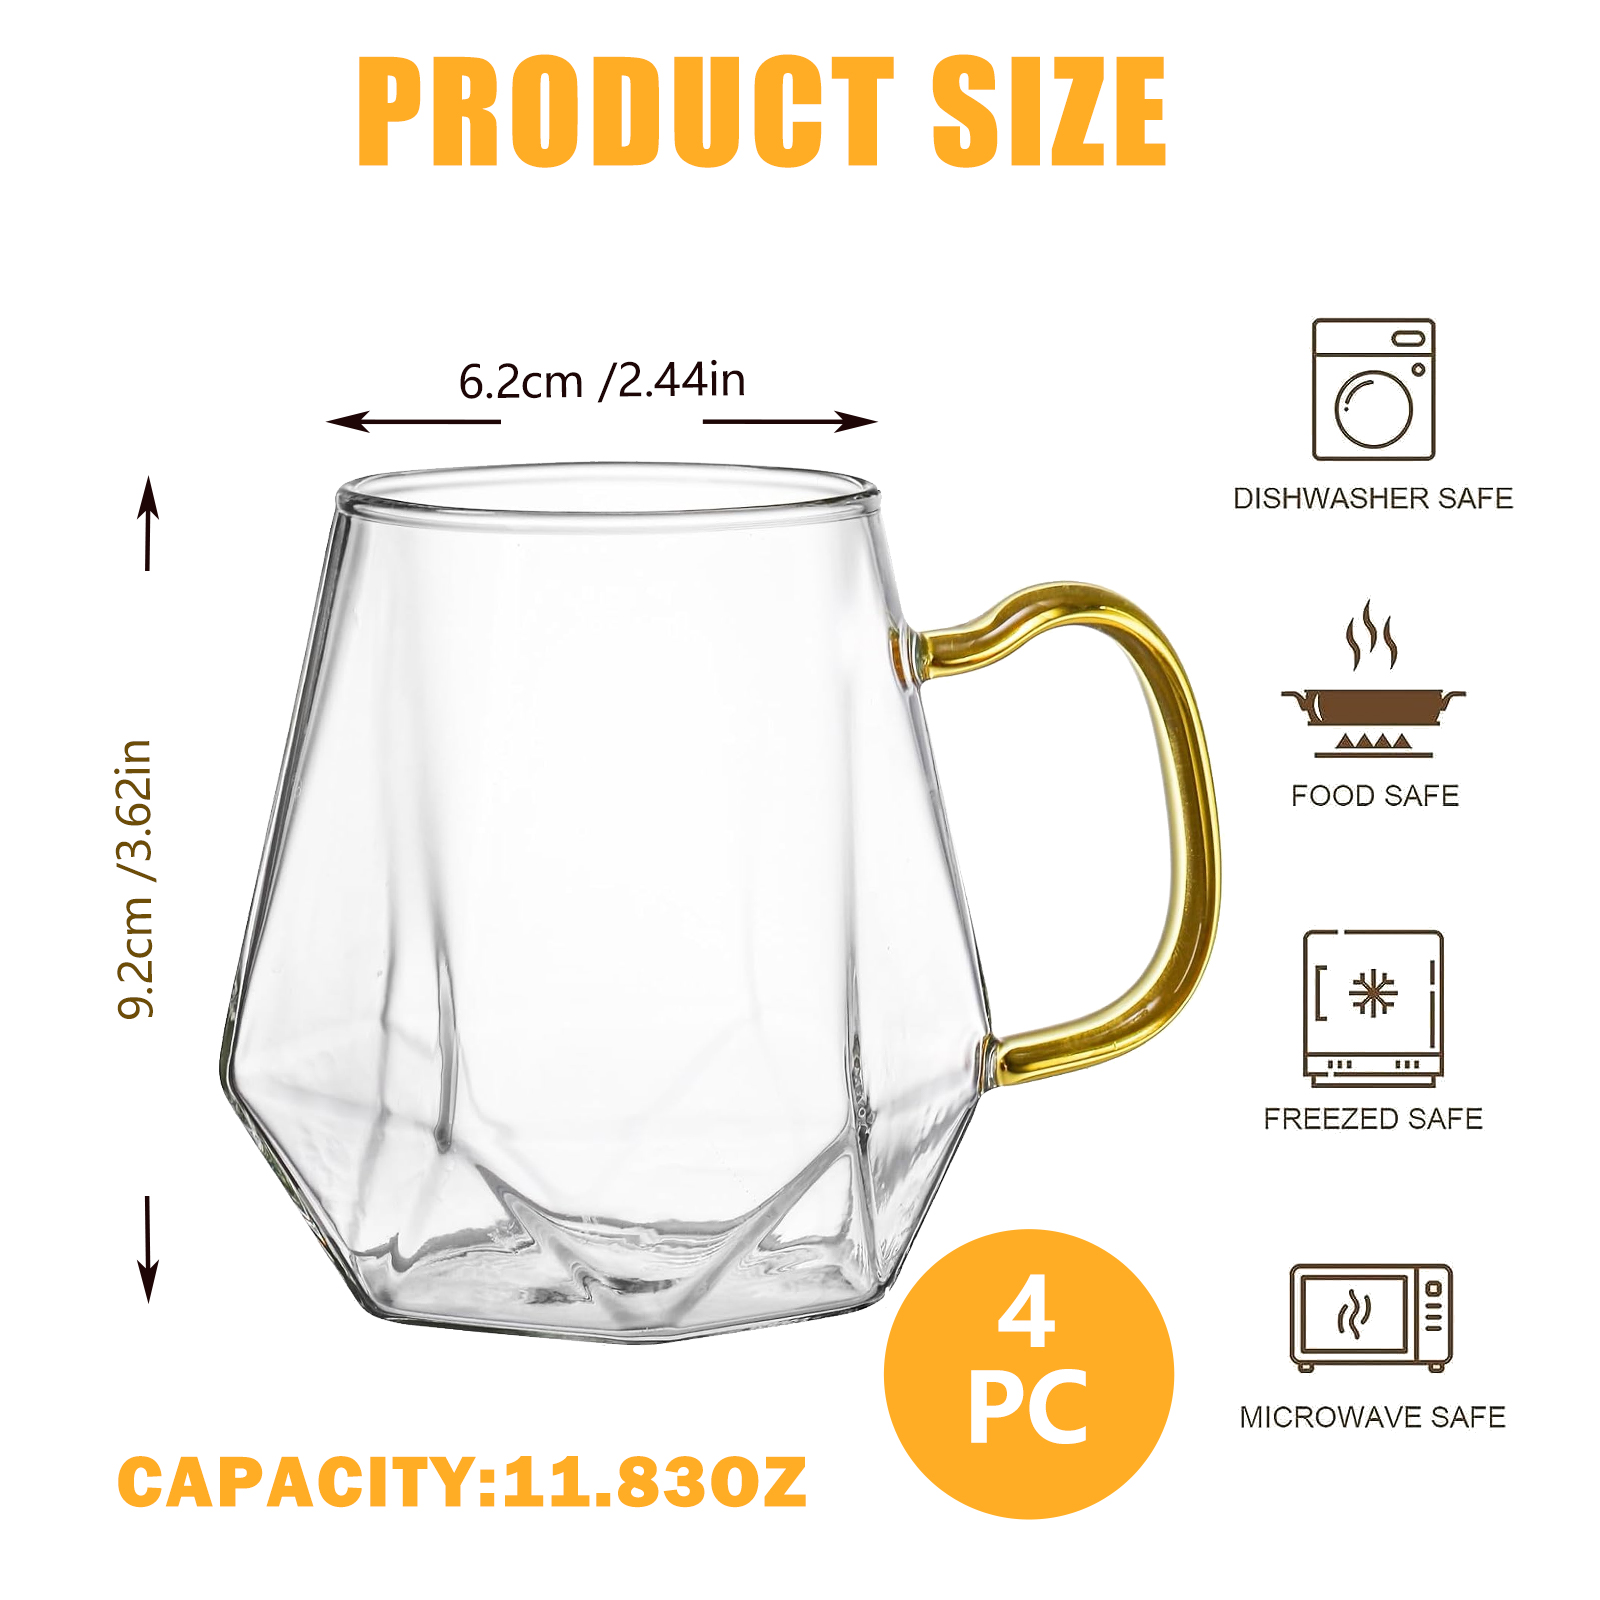 PRODUCT SIZE
6.2cm /2.44in
9.2cm /3.62in
DISHWASHER SAFE
FOOD SAFE
FREEZED SAFE
MICROWAVE SAFE
4
PC
CAPACITY:11.83OZ